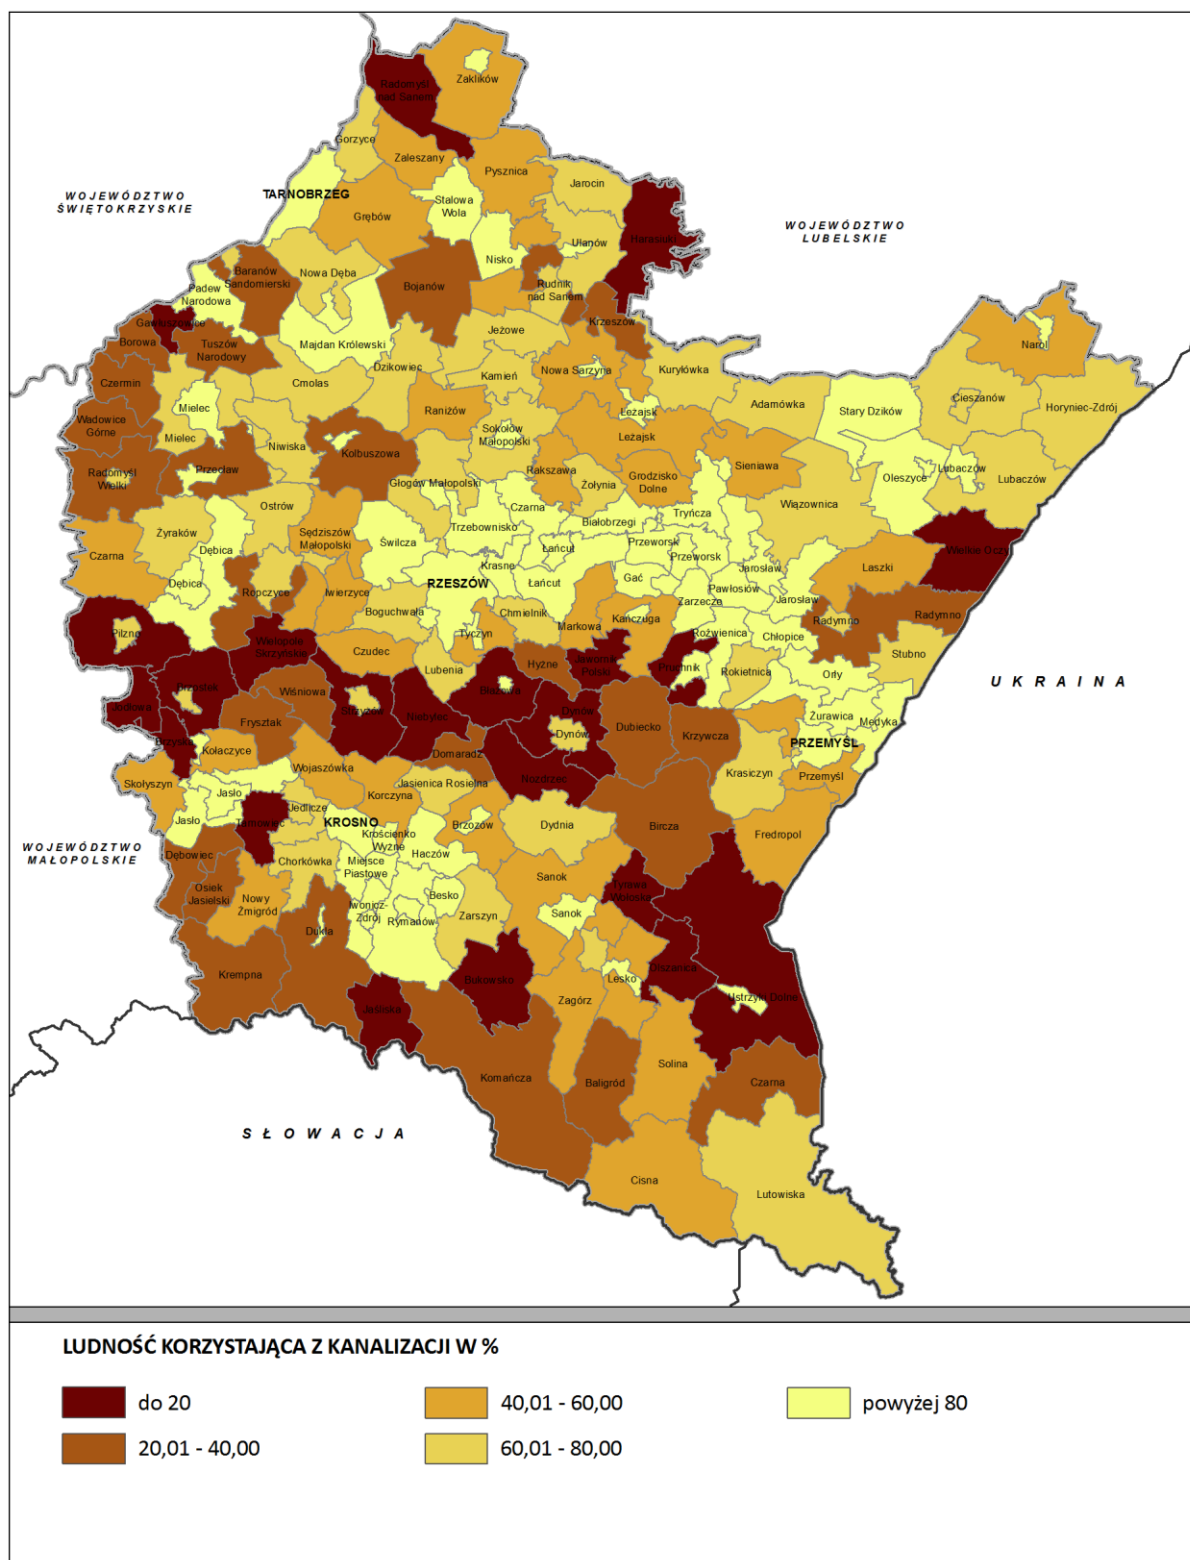 Radomyśl
nad Sanem
Zaklików
Gorzyce
Zaleszany
Pysznica
Jarocin
WOJEWÓDZTWO
ŚWIĘTOKRZYSKIE
TARNOBRZEG
Stalowa
Wola
Grębów
Harasiuki
WOJEWÓDZTWO
LUBELSKIE
Ulanów
Nisko
Baranów
Sandomierski
Nowa Dęba
Bojanów
Rudnik
nad Sanem
Padew
Narodowa
Gawłuszowice
Krzeszów
Borowa
Tuszów
Narodowy
Majdan Królewski
Jeżowe
Narol
Dzikowiec
Kamień
Nowa Sarzyna
Kuryłówka
Czermin
Cmolas
Cieszanów
Horyniec-Zdrój
Mielec
Raniżów
Leżajsk
Adamówka
Stary Dzików
Wadowice
Górne
Mielec
Niwiska
Kolbuszowa
Sokołów
Małopolski
Leżajsk
Radomyśl
Wielki
Przecław
Rakszawa
Grodzisko
Dolne
Sieniawa
Lubaczów
Oleszyce
Lubaczów
Głogów Małopolski
Żołynia
Ostrów
Czarna
Wiązownica
Żyraków
Sędziszów
Małopolski
Trzebownisko
Białobrzegi
Tryńcza
Dębica
Świlcza
Łańcut
Przeworsk
Przeworsk
Wielkie Oczy
Czarna
Krasne
Jarosław
Laszki
Dębica
RZESZÓW
Łańcut
Gać
Pawłosiów
Ropczyce
Iwierzyce
Zarzecze
Jarosław
Boguchwała
Chmielnik
Markowa
Kańczuga
Radymno
Radymno
Pilzno
Tyczyn
Roźwienica
Chłopice
Wielopole
Skrzyńskie
Czudec
Stubno
Lubenia
Hyżne
Jawornik
Polski
Pruchnik
Rokietnica
Orły
Brzostek
Wiśniowa
Błażowa
UKRAINA
Jodłowa
Strzyżów
Niebylec
Dynów
Dubiecko
Żurawica
Medyka
Frysztak
Dynów
Krzywcza
PRZEMYŚL
Brzyska
Kołaczyce
Domaradz
Wojaszówka
Nozdrzec
Krasiczyn
Przemyśl
Skołyszyn
Jasienica Rosielna
Jasło
Korczyna
Jedlicze
Jasło
Tarnowiec
KROSNO
Brzozów
Dydnia
Bircza
Fredropol
Krościenko
Wyżne
WOJEWÓDZTWO
MAŁOPOLSKIE
Dębowiec
Chorkówka
Miejsce
Piastowe
Haczów
Osiek
Jasielski
Sanok
Tyrawa
Wołoska
Nowy
Żmigród
Besko
Iwonicz-
Zdrój
Rymanów
Zarszyn
Sanok
Dukla
Krempna
Bukowsko
Lesko
Olszanica
Ustrzyki Dolne
Jaśliska
Zagórz
Solina
Komańcza
Baligród
Czarna
SŁOWACJA
Cisna
Lutowiska
LUDNOŚĆ KORZYSTAJĄCA Z KANALIZACJI W %
do 20
40,01 - 60,00
powyżej 80
20,01 - 40,00
60,01 - 80,00